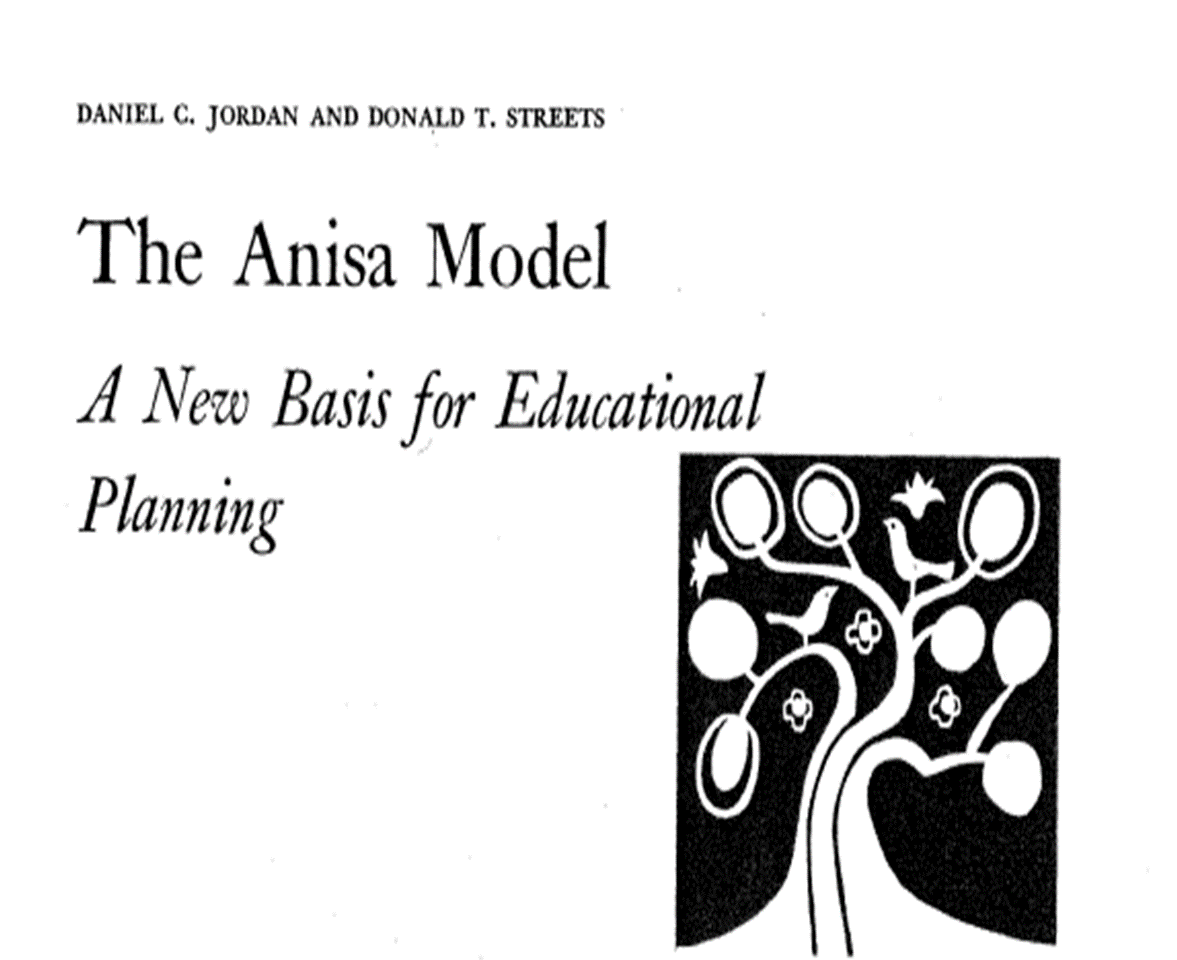 DANIEL C. JORDAN AND DONALD T. STREETS
The Anisa Model
A New Basis for Educational
Planning